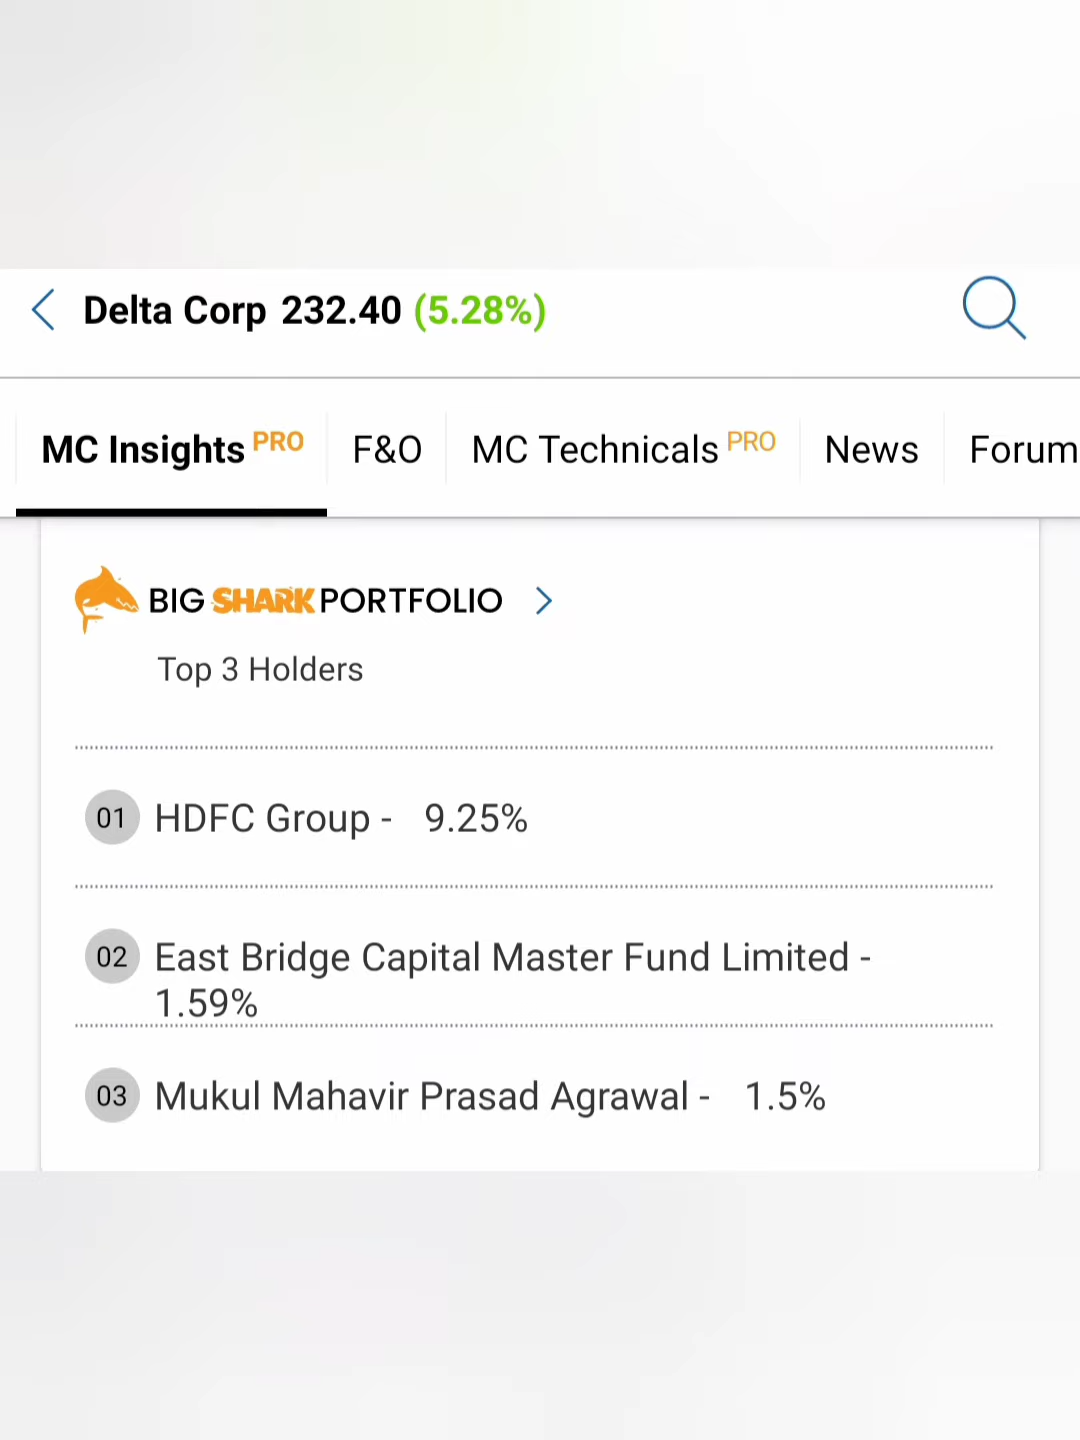 Delta Corp 232.40 (5.28%)
MC Insights PRO F&O MC Technicals PRO News Forum
BIG SHARK PORTFOLIO
Top 3 Holders
01 HDFC Group - 9.25%
02 East Bridge Capital Master Fund Limited -
1.59%
03 Mukul Mahavir Prasad Agrawal - 1.5%